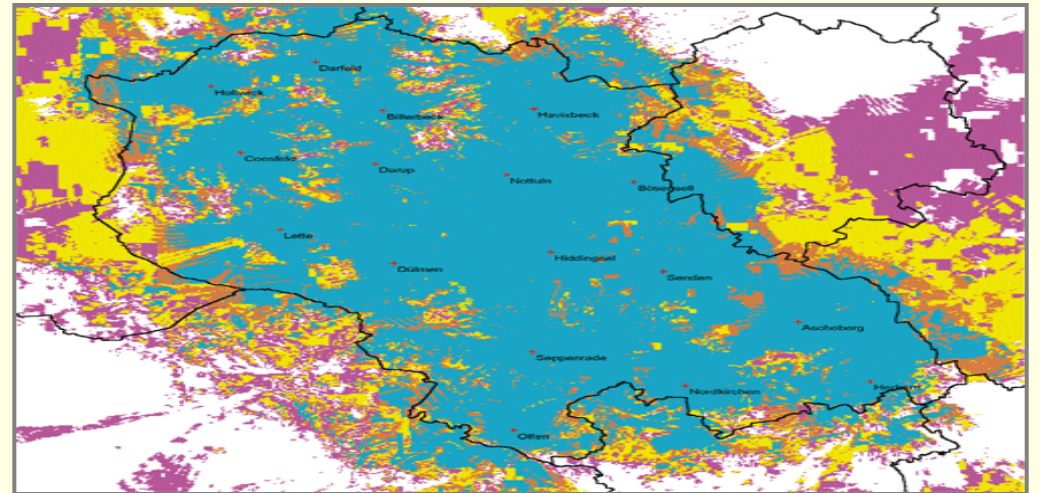 Darfeld
Holtwick
Billerbeck
Havixbeck
Coesfeld
Darup
Nottuln
Bösensell
Lette
Hiddingsel
Dülmen
Senden
Ascheberg
Seppenrade
Nordkirchen
Olfen